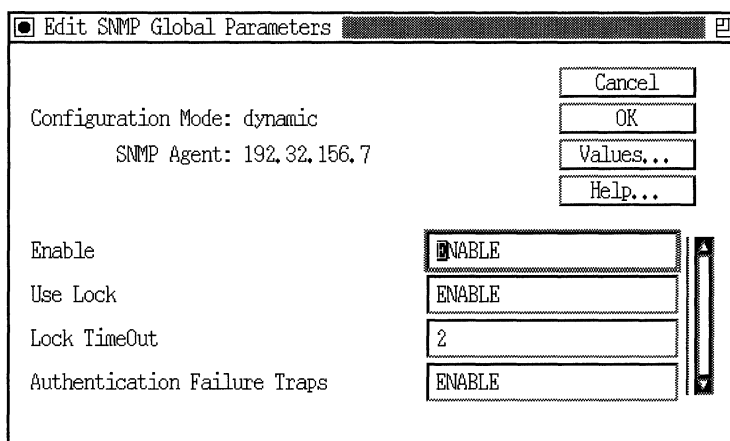 Edit SNMP Global Parameters
Cancel
Configuration Mode: dynamic
OK
SNMP Agent: 192.32.156.7
Values...
Help...
Enable
ENABLE
Use Lock
ENABLE
Lock TimeOut
2
Authentication Failure Traps
ENABLE